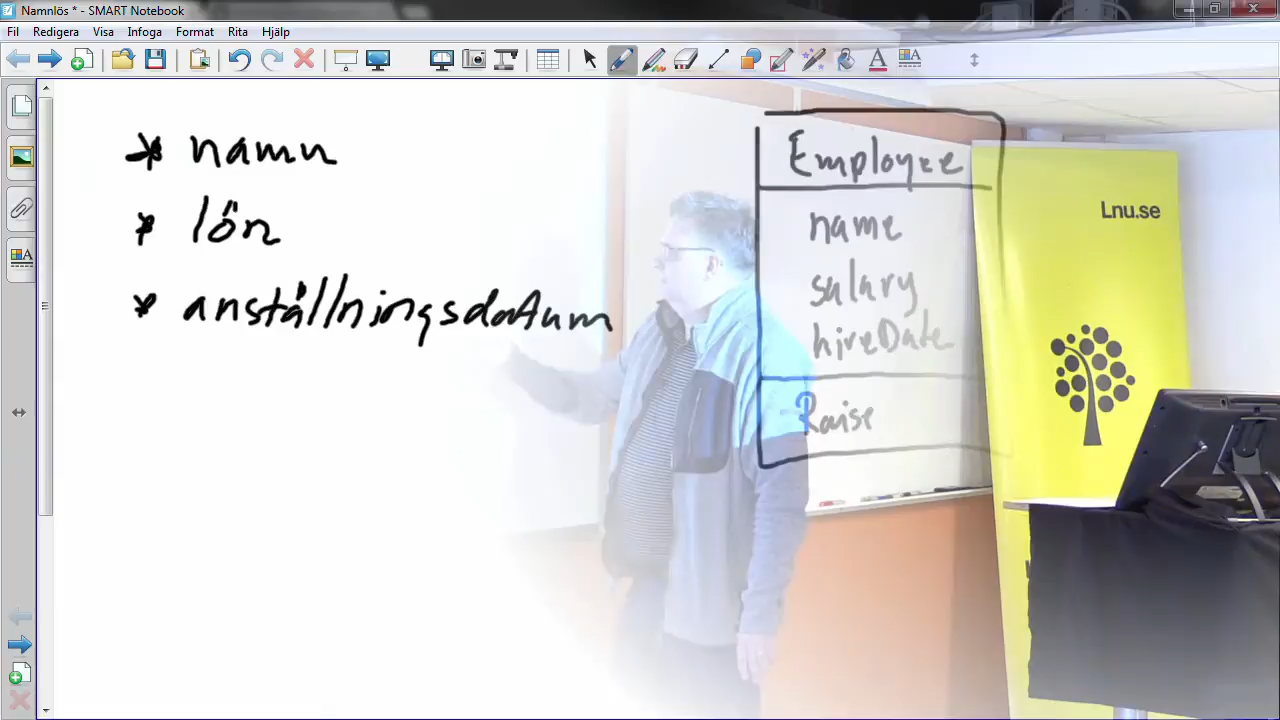 Namnlös * - SMART Notebook
Fil Redigera Visa Infoga Format Rita Hjälp
* namn
* lön
* anställningsdatum
Employee
name
salary
hireDate
Raise
Lnu.se